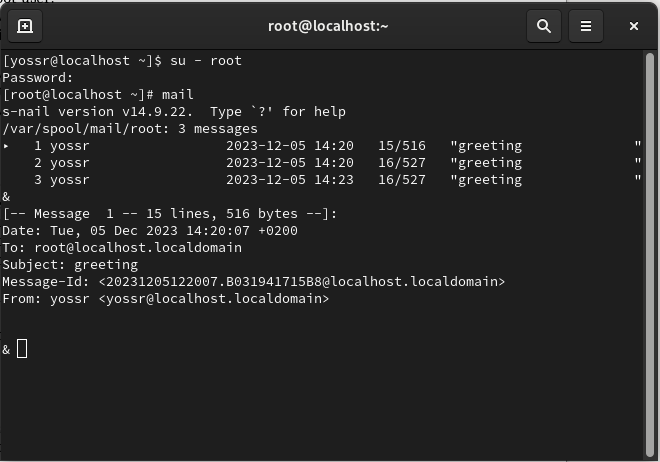 root@localhost:~
[yossr@localhost ~]$ su - root
Password:
[root@localhost ~]# mail
s-nail version v14.9.22.  Type `?' for help
/var/spool/mail/root: 3 messages
▸   1 yossr                 2023-12-05 14:20   15/516   "greeting              "
    2 yossr                 2023-12-05 14:20   16/527   "greeting              "
    3 yossr                 2023-12-05 14:23   16/527   "greeting              "
&
[-- Message  1 -- 15 lines, 516 bytes --]:
Date: Tue, 05 Dec 2023 14:20:07 +0200
To: root@localhost.localdomain
Subject: greeting
Message-Id: <20231205122007.B031941715B8@localhost.localdomain>
From: yossr <yossr@localhost.localdomain>
&